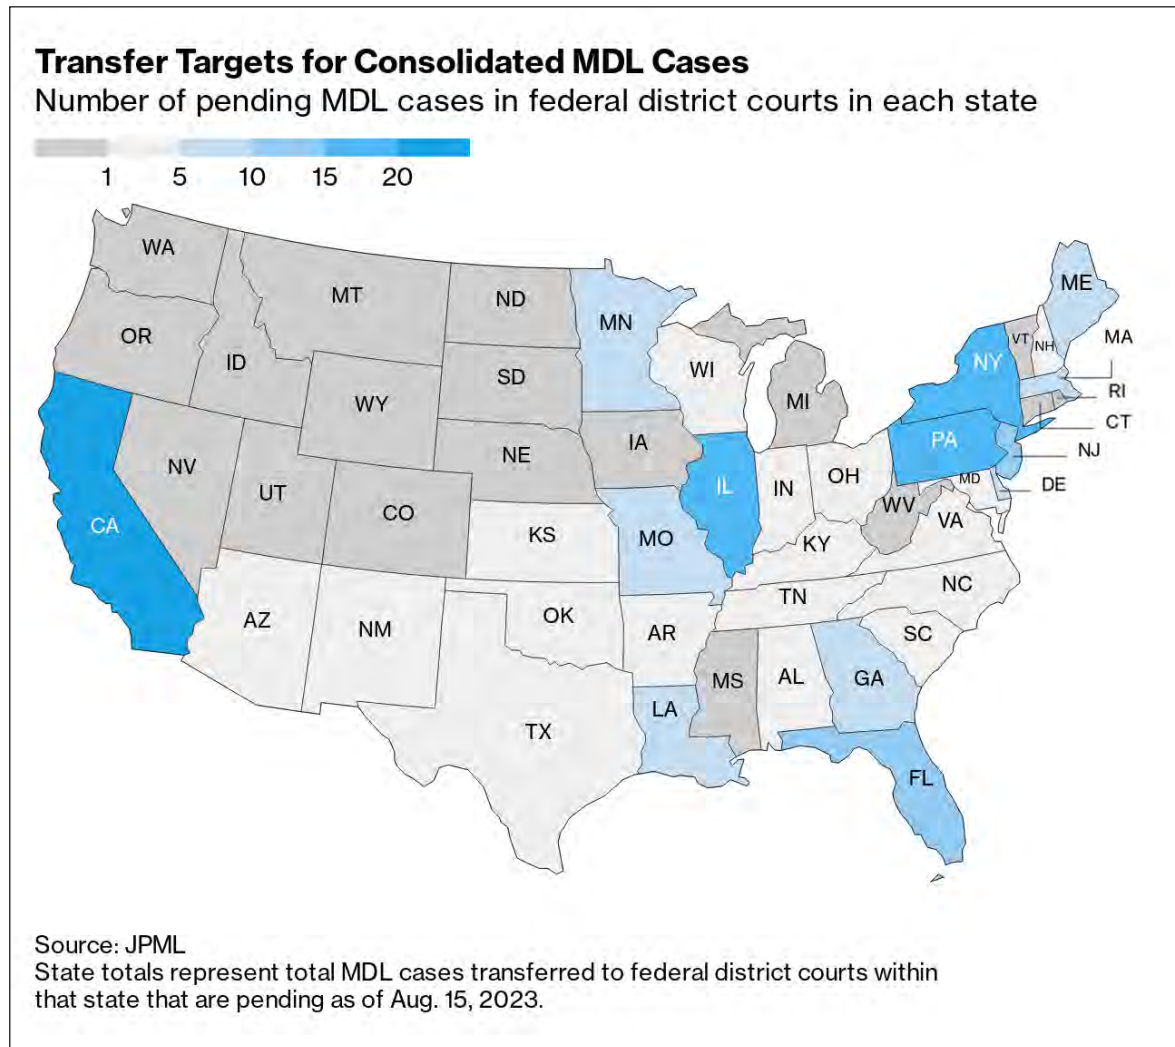 Transfer Targets for Consolidated MDL Cases
Number of pending MDL cases in federal district courts in each state
1 5 10 15 20
WA
MT
ND
MN
ME
OR
ID
SD
WI
MI
NY
VT
NH
MA
RI
CT
WY
NE
IA
PA
NJ
NV
UT
CO
IL
IN
OH
MD
DE
CA
KS
MO
WV
VA
KY
AZ
NM
OK
AR
TN
NC
SC
TX
LA
MS
AL
GA
FL
Source: JPML
State totals represent total MDL cases transferred to federal district courts within
that state that are pending as of Aug. 15, 2023.